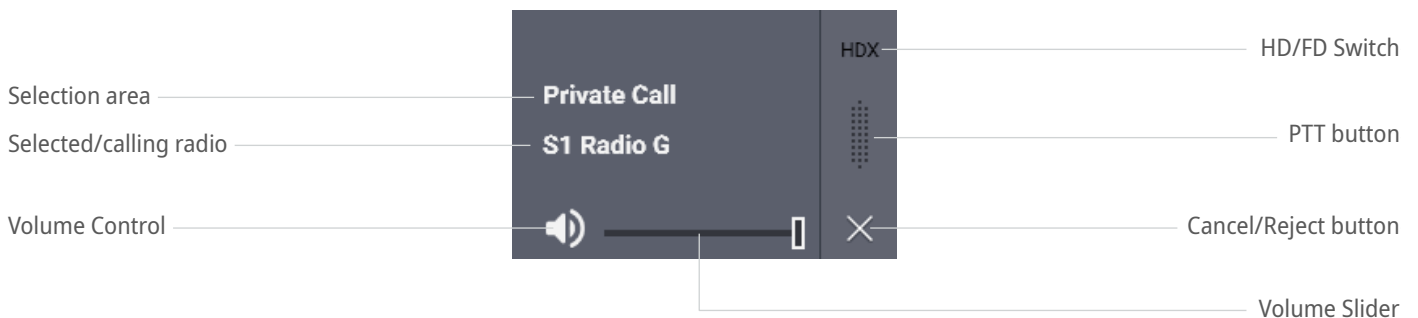 HDX
HD/FD Switch
Selection area
Private Call
Selected/calling radio
S1 Radio G
PTT button
Volume Control
Cancel/Reject button
Volume Slider